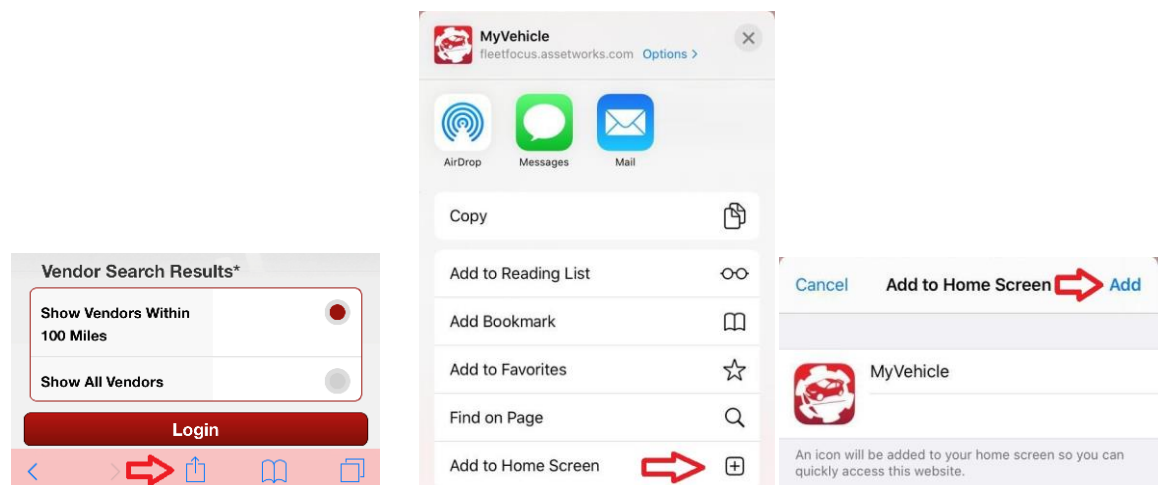 Vendor Search Results*
Show Vendors Within
100 Miles
Show All Vendors
Login
MyVehicle
fleetfocus.assetworks.com Options >
AirDrop Messages Mail
Copy
Add to Reading List
Add Bookmark
Add to Favorites
Find on Page
Add to Home Screen
Cancel Add to Home Screen Add
MyVehicle
An icon will be added to your home screen so you can
quickly access this website.